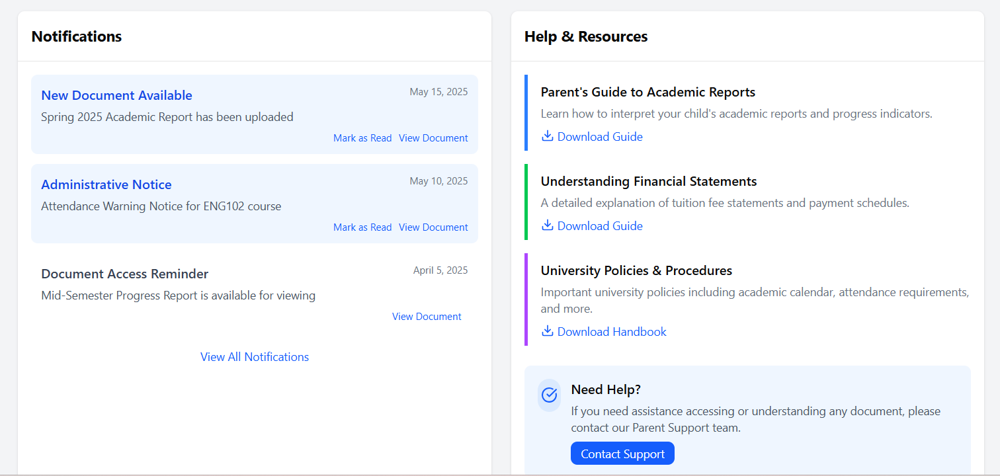 Notifications
New Document Available
May 15, 2025
Spring 2025 Academic Report has been uploaded
Mark as Read View Document
Administrative Notice
May 10, 2025
Attendance Warning Notice for ENG102 course
Mark as Read View Document
Document Access Reminder
April 5, 2025
Mid-Semester Progress Report is available for viewing
View Document
View All Notifications
Help & Resources
Parent's Guide to Academic Reports
Learn how to interpret your child's academic reports and progress indicators.
Download Guide
Understanding Financial Statements
A detailed explanation of tuition fee statements and payment schedules.
Download Guide
University Policies & Procedures
Important university policies including academic calendar, attendance requirements,
and more.
Download Handbook
Need Help?
If you need assistance accessing or understanding any document, please
contact our Parent Support team.
Contact Support